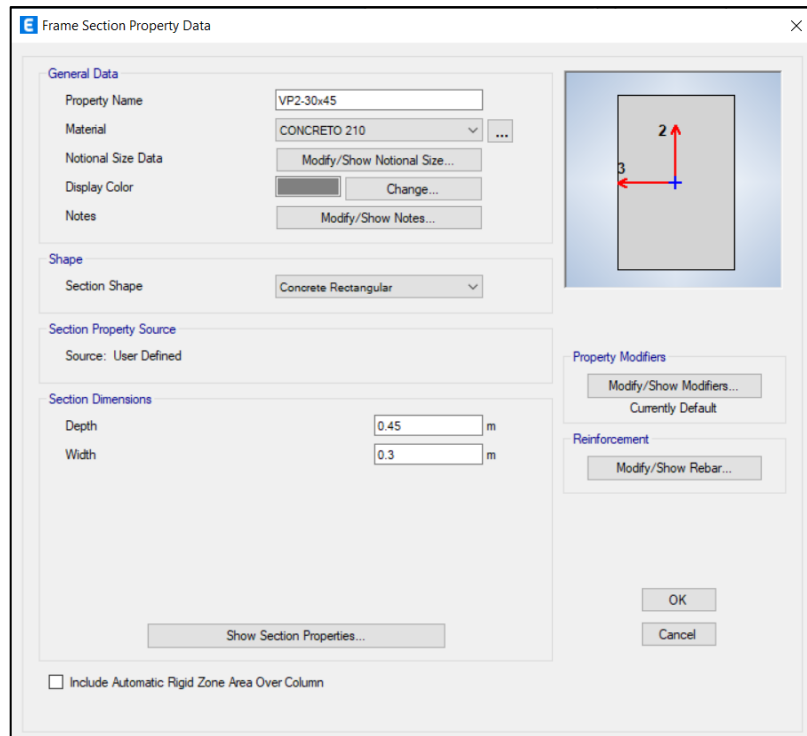 E Frame Section Property Data
General Data
Property Name VP2-30x45
Material CONCRETO 210 ...
Notional Size Data Modify/Show Notional Size...
Display Color Change...
Notes Modify/Show Notes...
2
3
Shape
Section Shape Concrete Rectangular
Section Property Source
Source: User Defined
Property Modifiers
Modify/Show Modifiers...
Currently Default
Section Dimensions
Depth 0.45 m
Width 0.3 m
Reinforcement
Modify/Show Rebar...
OK
Show Section Properties...
Cancel
Include Automatic Rigid Zone Area Over Column